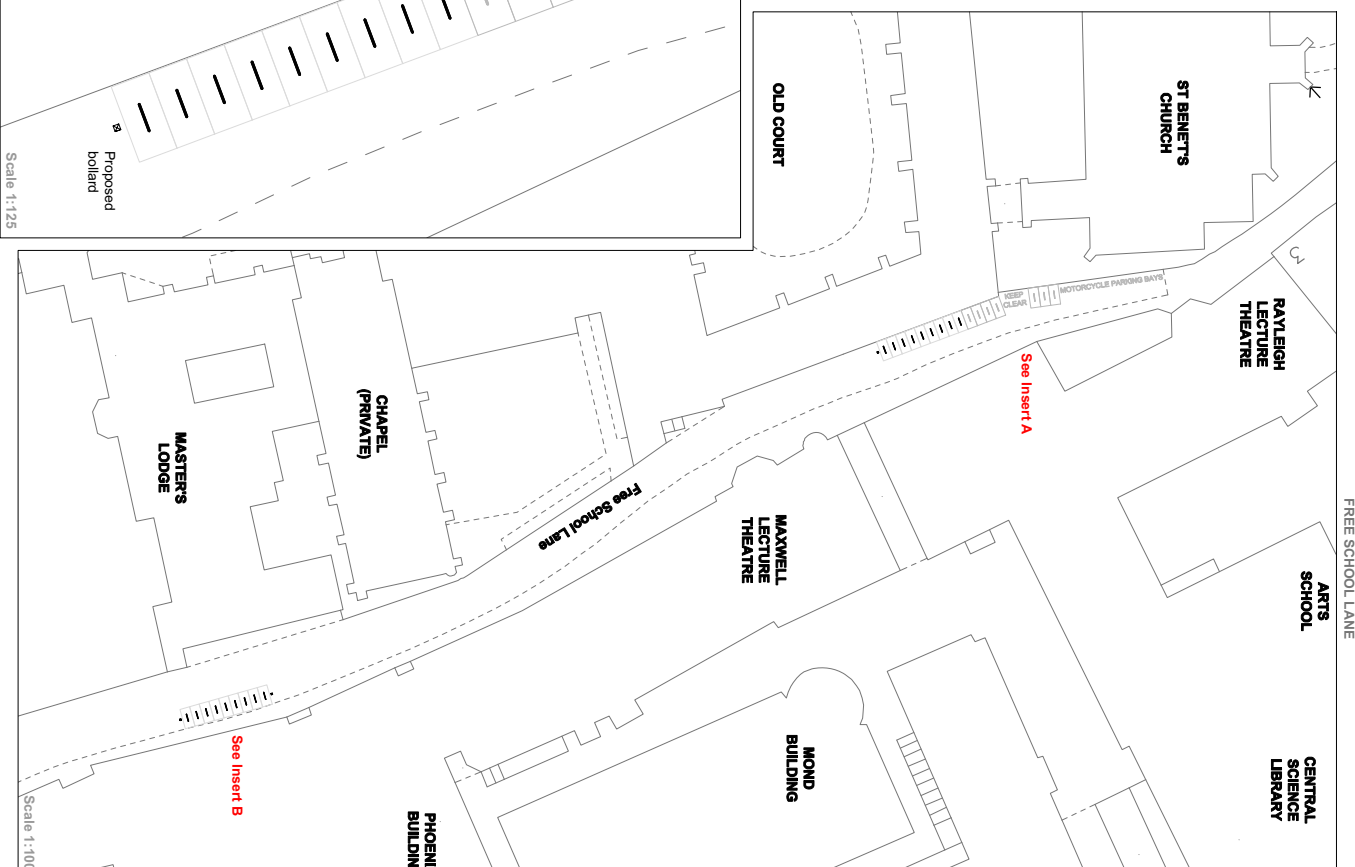 Proposed
bollard
Scale 1:125
OLD COURT
ST BENET'S
CHURCH
KEEP
CLEAR
MOTORCYCLE PARKING BAYS
RAYLEIGH
LECTURE
THEATRE
See Insert A
CHAPEL
(PRIVATE)
MASTER'S
LODGE
Free School Lane
MAXWELL
LECTURE
THEATRE
ARTS
SCHOOL
FREE SCHOOL LANE
MOND
BUILDING
CENTRAL
SCIENCE
LIBRARY
See Insert B